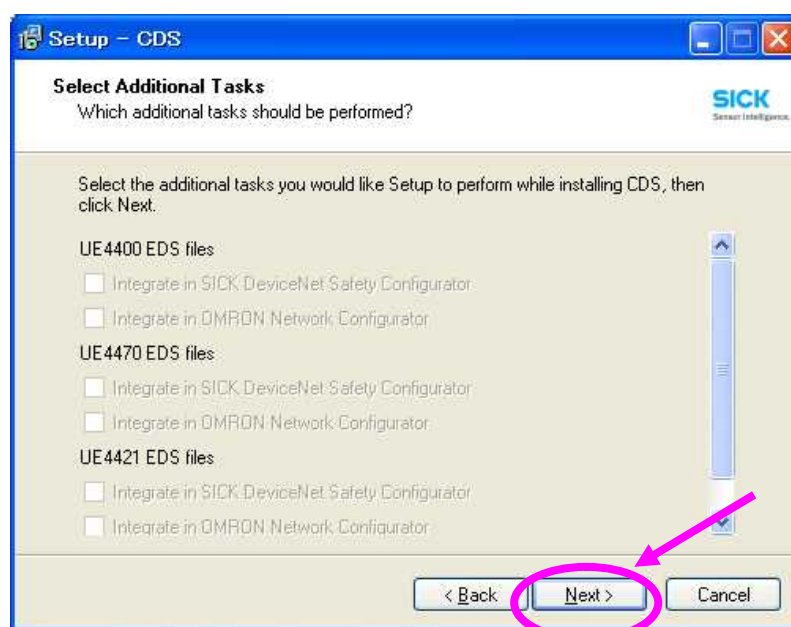 Setup - CDS
Select Additional Tasks
Which additional tasks should be performed?
SICK
Sensor Intelligence.
Select the additional tasks you would like Setup to perform while installing CDS, then
click Next.
UE4400 EDS files
Integrate in SICK DeviceNet Safety Configurator
Integrate in OMRON Network Configurator
UE4470 EDS files
Integrate in SICK DeviceNet Safety Configurator
Integrate in OMRON Network Configurator
UE4421 EDS files
Integrate in SICK DeviceNet Safety Configurator
Integrate in OMRON Network Configurator
< Back Next > Cancel